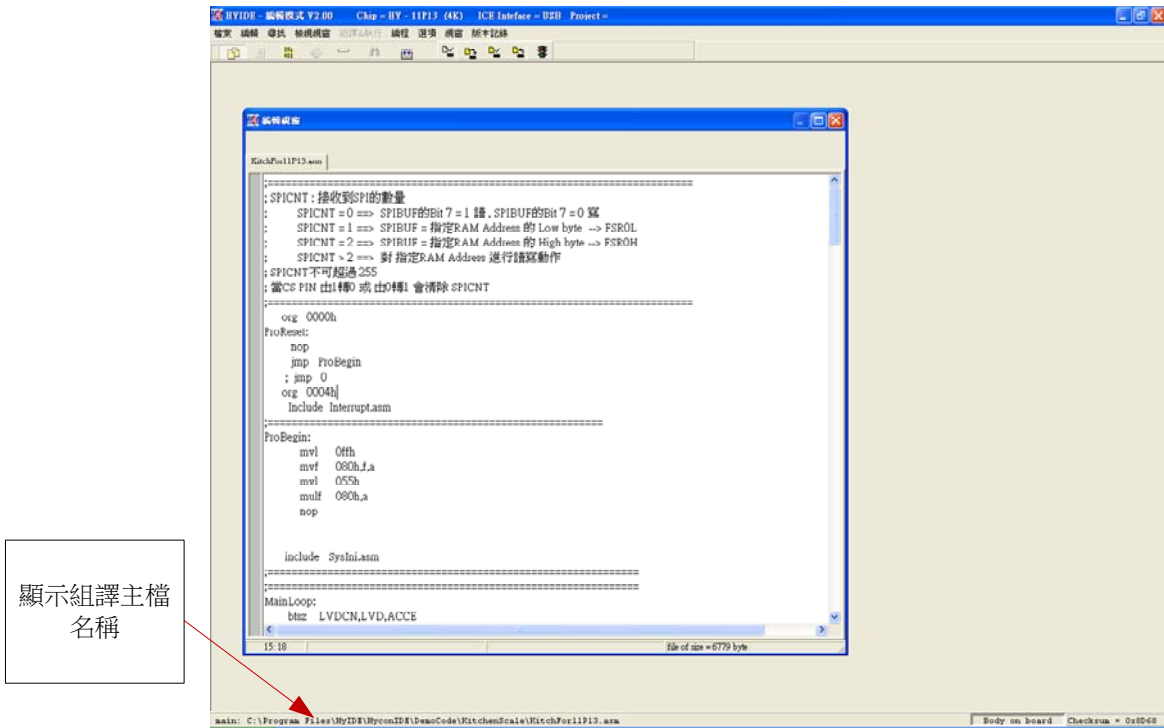 HYIDE - 編輯模式 V2.00 Chip = HY - 11P13 (4K) ICE Inteface = USB Project =
檔案 編輯 尋找 檢視視窗 組譯&執行 編程 選項 視窗 版本記錄
編輯視窗
KitchFor11P13.asm
;=======================================================================
; SPICNT : 接收到SPI的數量
; SPICNT = 0 ==> SPIBUF的Bit 7 = 1 讀 , SPIBUF的Bit 7 = 0 寫
; SPICNT = 1 ==> SPIBUF = 指定RAM Address 的 Low byte --> FSR0L
; SPICNT = 2 ==> SPIBUF = 指定RAM Address 的 High byte --> FSR0H
; SPICNT > 2 ==> 對 指定RAM Address 進行讀寫動作
; SPICNT不可超過 255
; 當CS PIN 由1轉0 或 由0轉1 會清除 SPICNT
;=======================================================================
org 0000h
ProReset:
nop
jmp ProBegin
; jmp 0
org 0004h
Include Interrupt.asm
;========================================================
ProBegin:
mvl 0ffh
mvf 080h,f,a
mvl 055h
mulf 080h,a
nop
include SysIni.asm
;==============================================================
;==============================================================
MainLoop:
btsz LVDCN,LVD,ACCE
15:18
file of size = 6779 byte
顯示組譯主檔
名稱
main: C:\Program Files\HyIDE\HyconIDE\DemoCode\KitchenScale\KitchFor11P13.asm
Body on board
Checksum = 0x8D68